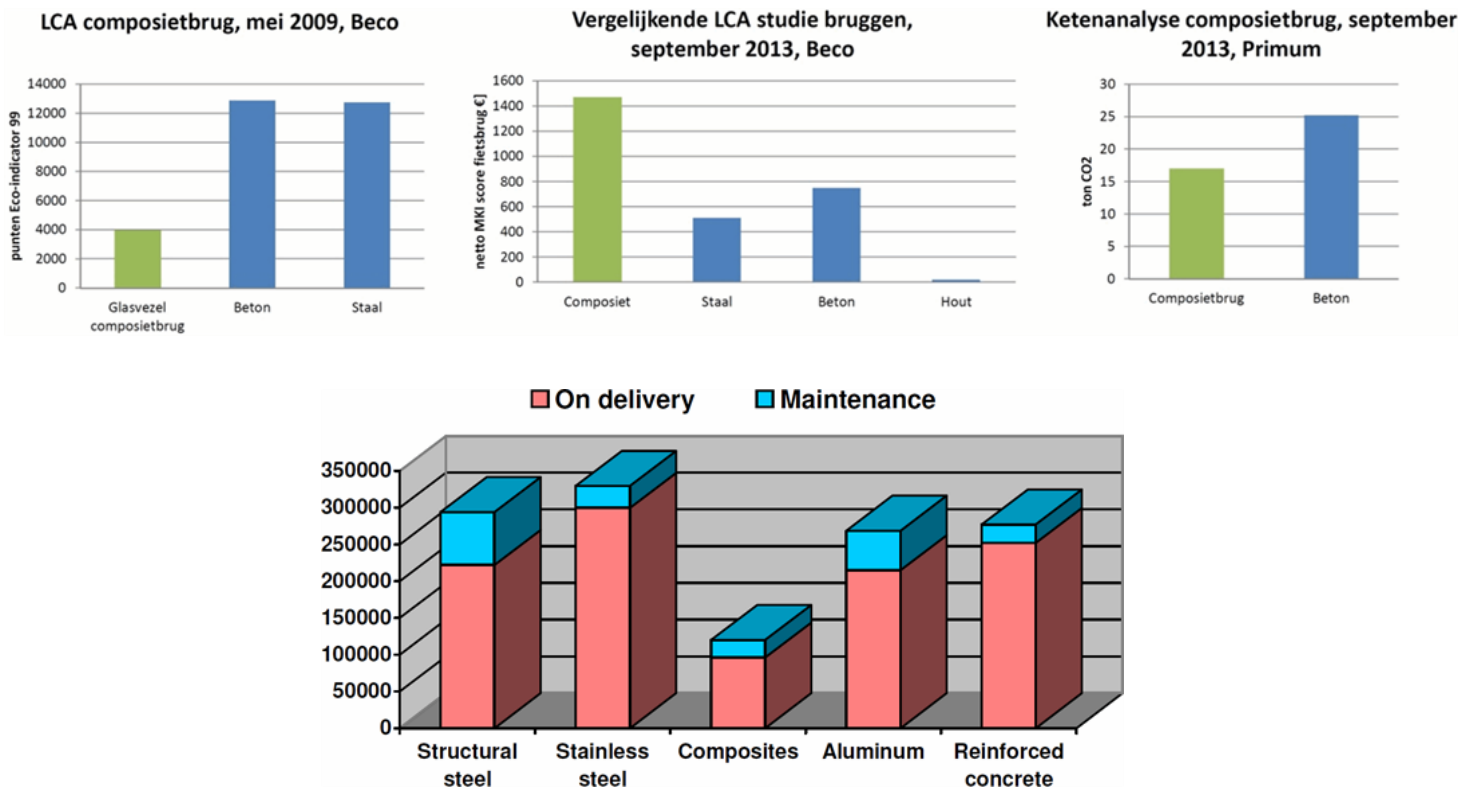 LCA composietbrug, mei 2009, Beco
punten Eco-indicator 99
14000
12000
10000
8000
6000
4000
2000
0
Glasvezel
composietbrug
Beton
Staal
Vergelijkende LCA studie bruggen,
september 2013, Beco
netto MKI score fietsbrug €]
1600
1400
1200
1000
800
600
400
200
0
Composiet
Staal
Beton
Hout
Ketenanalyse composietbrug, september
2013, Primum
ton CO2
30
25
20
15
10
5
0
Composietbrug
Beton
On delivery
Maintenance
350000
300000
250000
200000
150000
100000
50000
0
Structural
steel
Stainless
steel
Composites
Aluminum
Reinforced
concrete